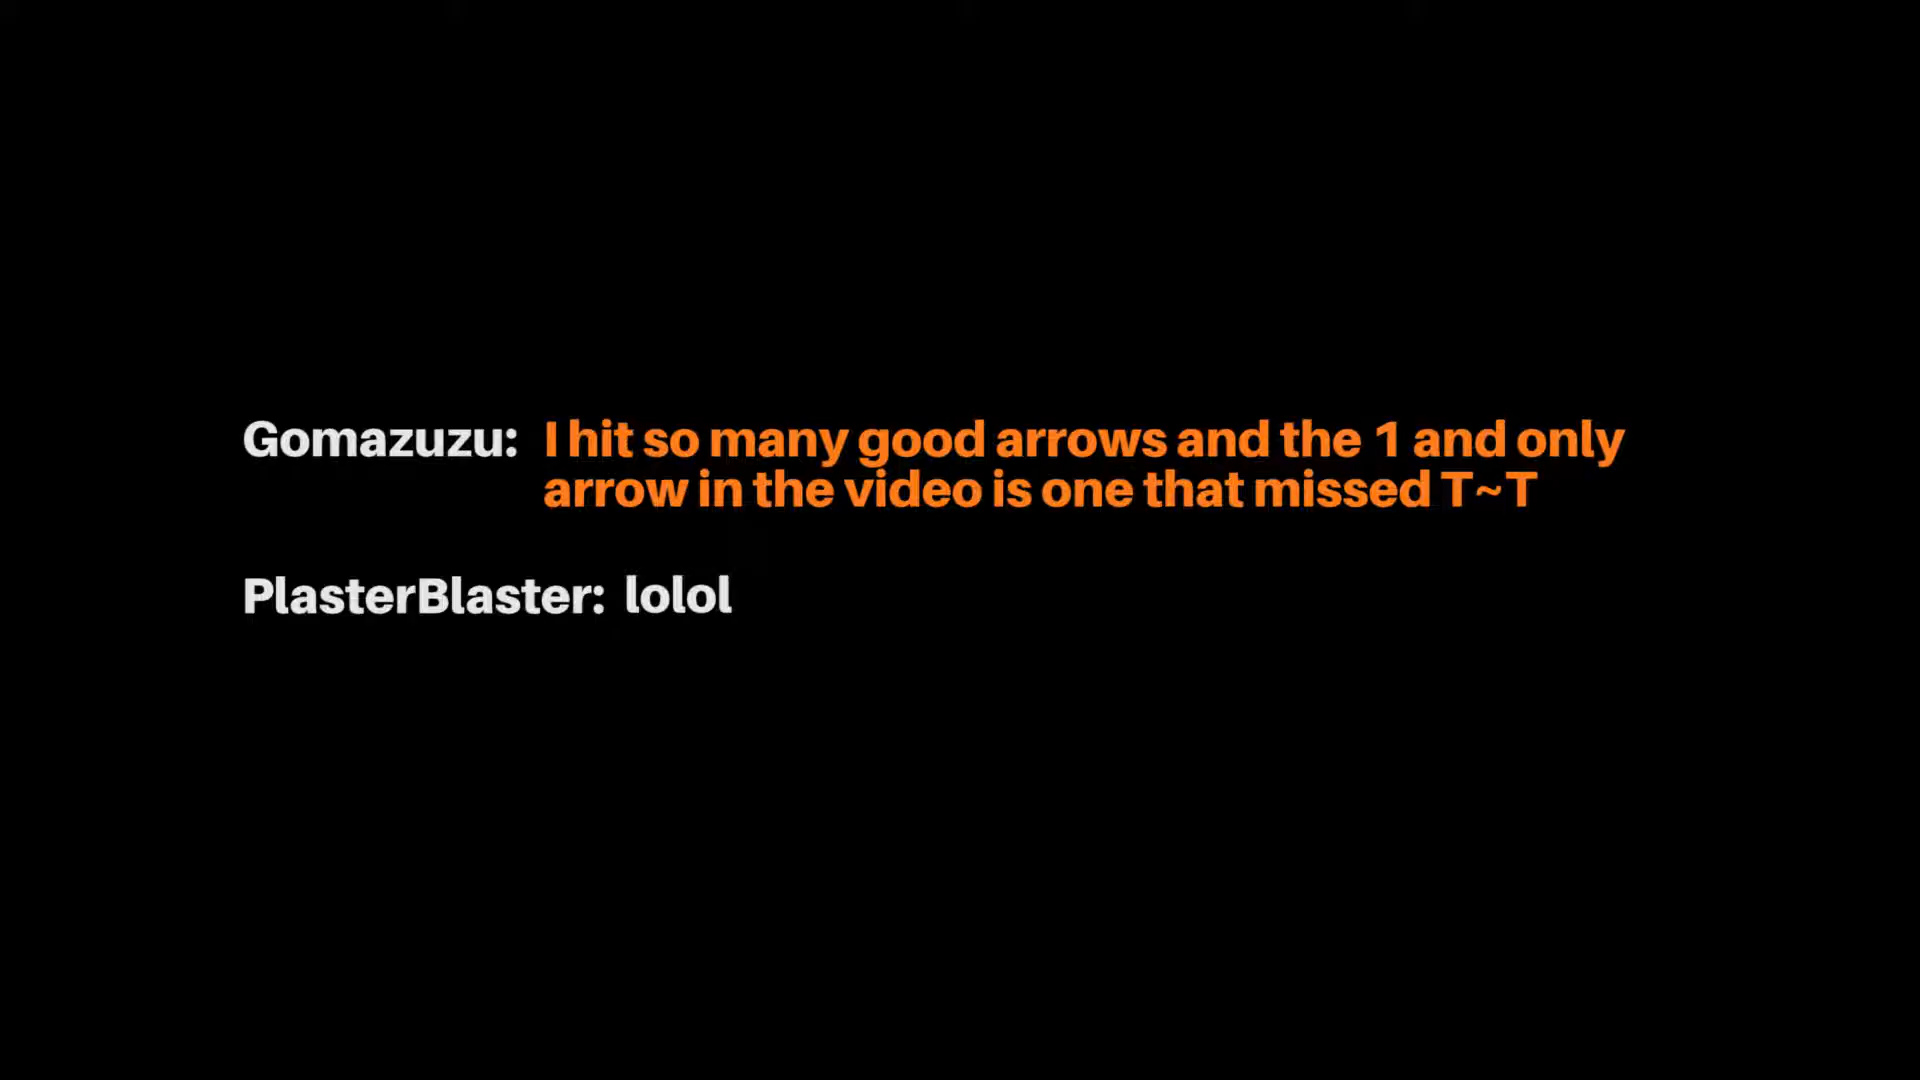 Gomazuzu: I hit so many good arrows and the 1 and only
arrow in the video is one that missed T~T
PlasterBlaster: lolol